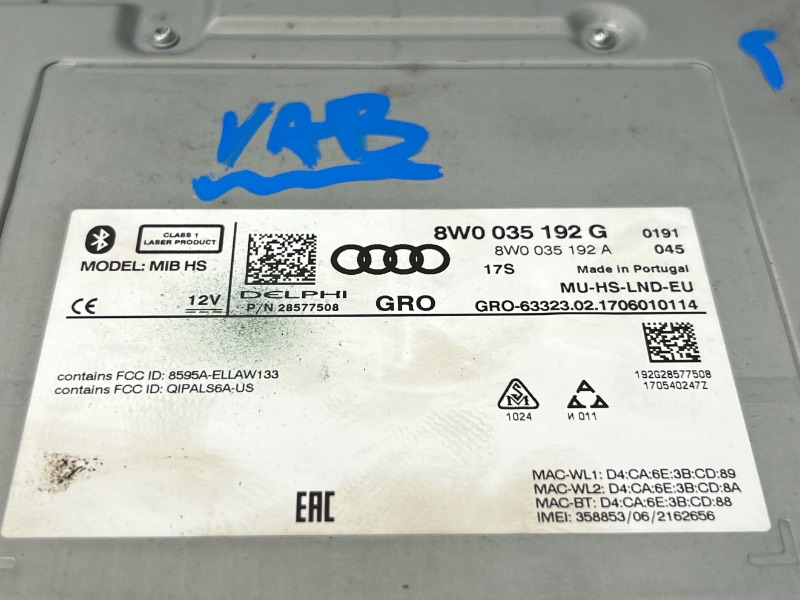 VAB
CLASS 1
LASER PRODUCT
MODEL: MIB HS
12V
DELPHI
P/N 28577508
GRO
8W0 035 192 G 0191
8W0 035 192 A 045
17S Made in Portugal
MU-HS-LND-EU
GRO-63323.02.1706010114
contains FCC ID: 8595A-ELLAW133
contains FCC ID: QIPALS6A-US
192G28577508
170540247Z
1024
И 011
EAC
MAC-WL1: D4:CA:6E:3B:CD:89
MAC-WL2: D4:CA:6E:3B:CD:8A
MAC-BT: D4:CA:6E:3B:CD:88
IMEI: 358853/06/2162656